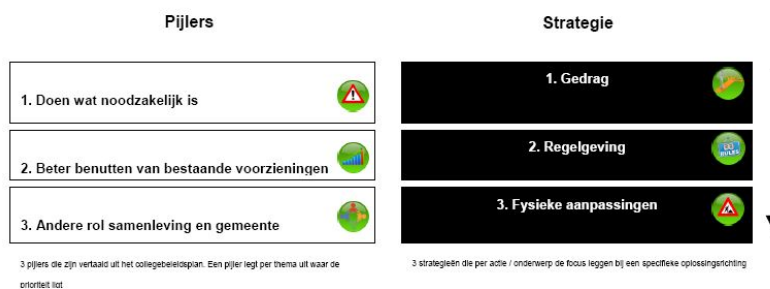 Pijlers
1. Doen wat noodzakelijk is
2. Beter benutten van bestaande voorzieningen
3. Andere rol samenleving en gemeente
3 pijlers die zijn vertaald uit het collegebeleidsplan. Een pijler legt per thema uit waar de
prioriteit ligt
Strategie
1. Gedrag
2. Regelgeving
RULES
3. Fysieke aanpassingen
3 strategieën die per actie / onderwerp de focus leggen bij een specifieke oplossingsrichting